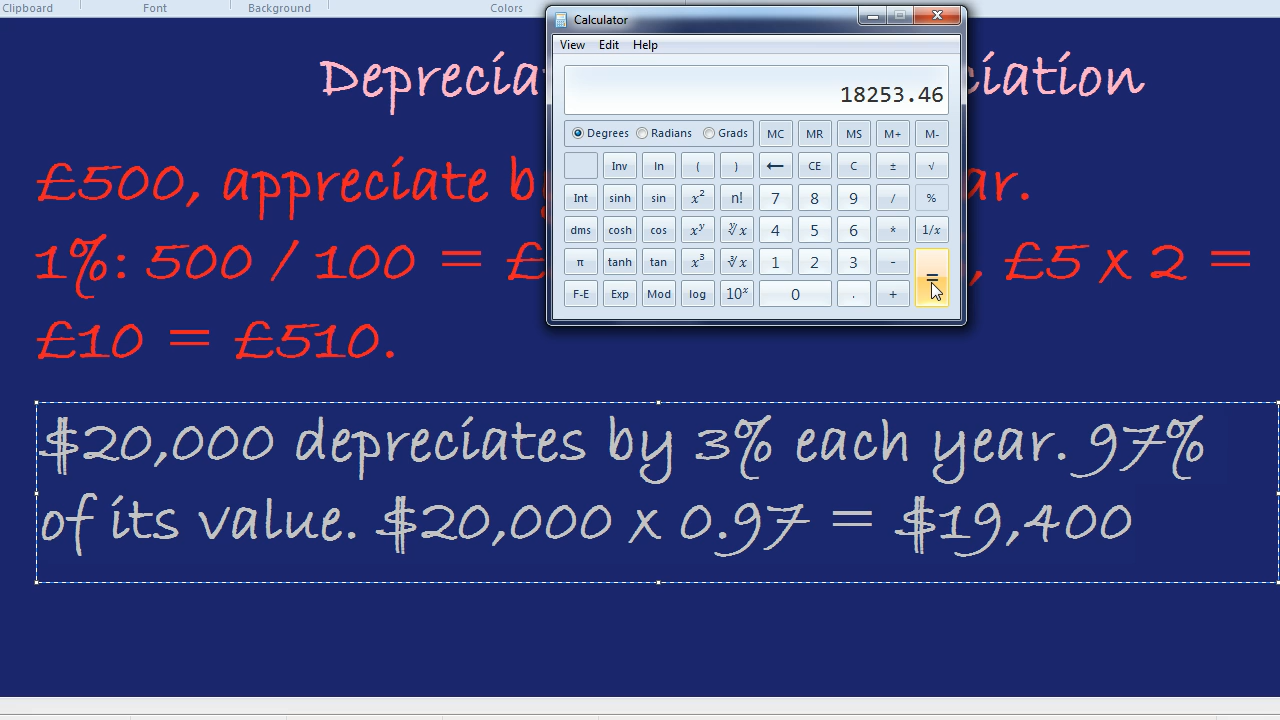 Clipboard Font Background Colors
Calculator
View Edit Help
18253.46
Degrees Radians Grads MC MR MS M+ M-
Inv ln ( ) ← CE C ± √
Int sinh sin x² n! 7 8 9 / %
dms cosh cos xʸ ʸ√x 4 5 6 * 1/x
π tanh tan x³ ³√x 1 2 3 - =
F-E Exp Mod log 10ˣ 0 . +
£500, appreciate
1%: 500 / 100 = £ , £5 x 2 =
£10 = £510.
$20,000 depreciates by 3% each year. 97%
of its value. $20,000 x 0.97 = $19,400